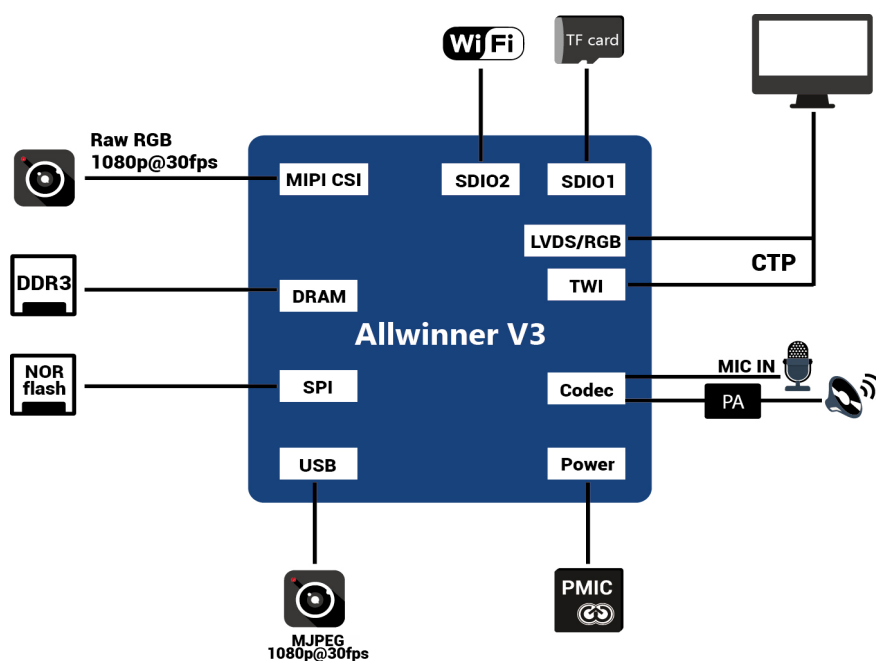 WiFi
TF card
Raw RGB
1080p@30fps
MIPI CSI
SDIO2
SDIO1
LVDS/RGB
CTP
TWI
DDR3
DRAM
Allwinner V3
NOR
flash
SPI
Codec
MIC IN
PA
USB
Power
MJPEG
1080p@30fps
PMIC